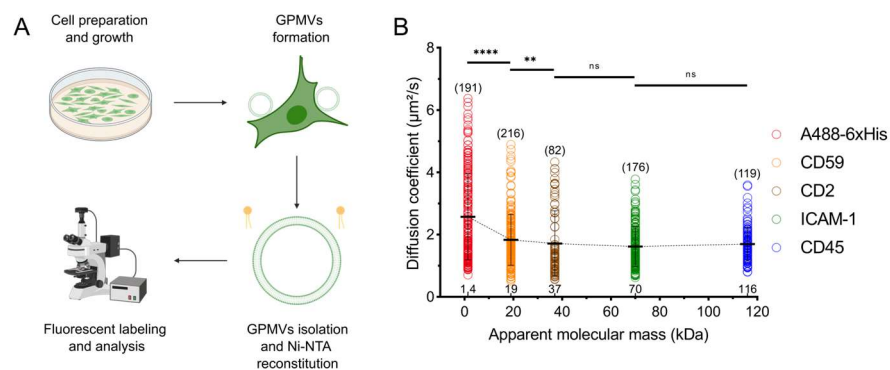 A
Cell preparation
and growth
GPMVs
formation
Fluorescent labeling
and analysis
GPMVs isolation
and Ni-NTA
reconstitution
B
Diffusion coefficient (µm²/s)
8
6
4
2
0
****
**
ns
ns
(191)
(216)
(82)
(176)
(119)
1,4
19
37
70
116
0
20
40
60
80
100
120
Apparent molecular mass (kDa)
A488-6xHis
CD59
CD2
ICAM-1
CD45